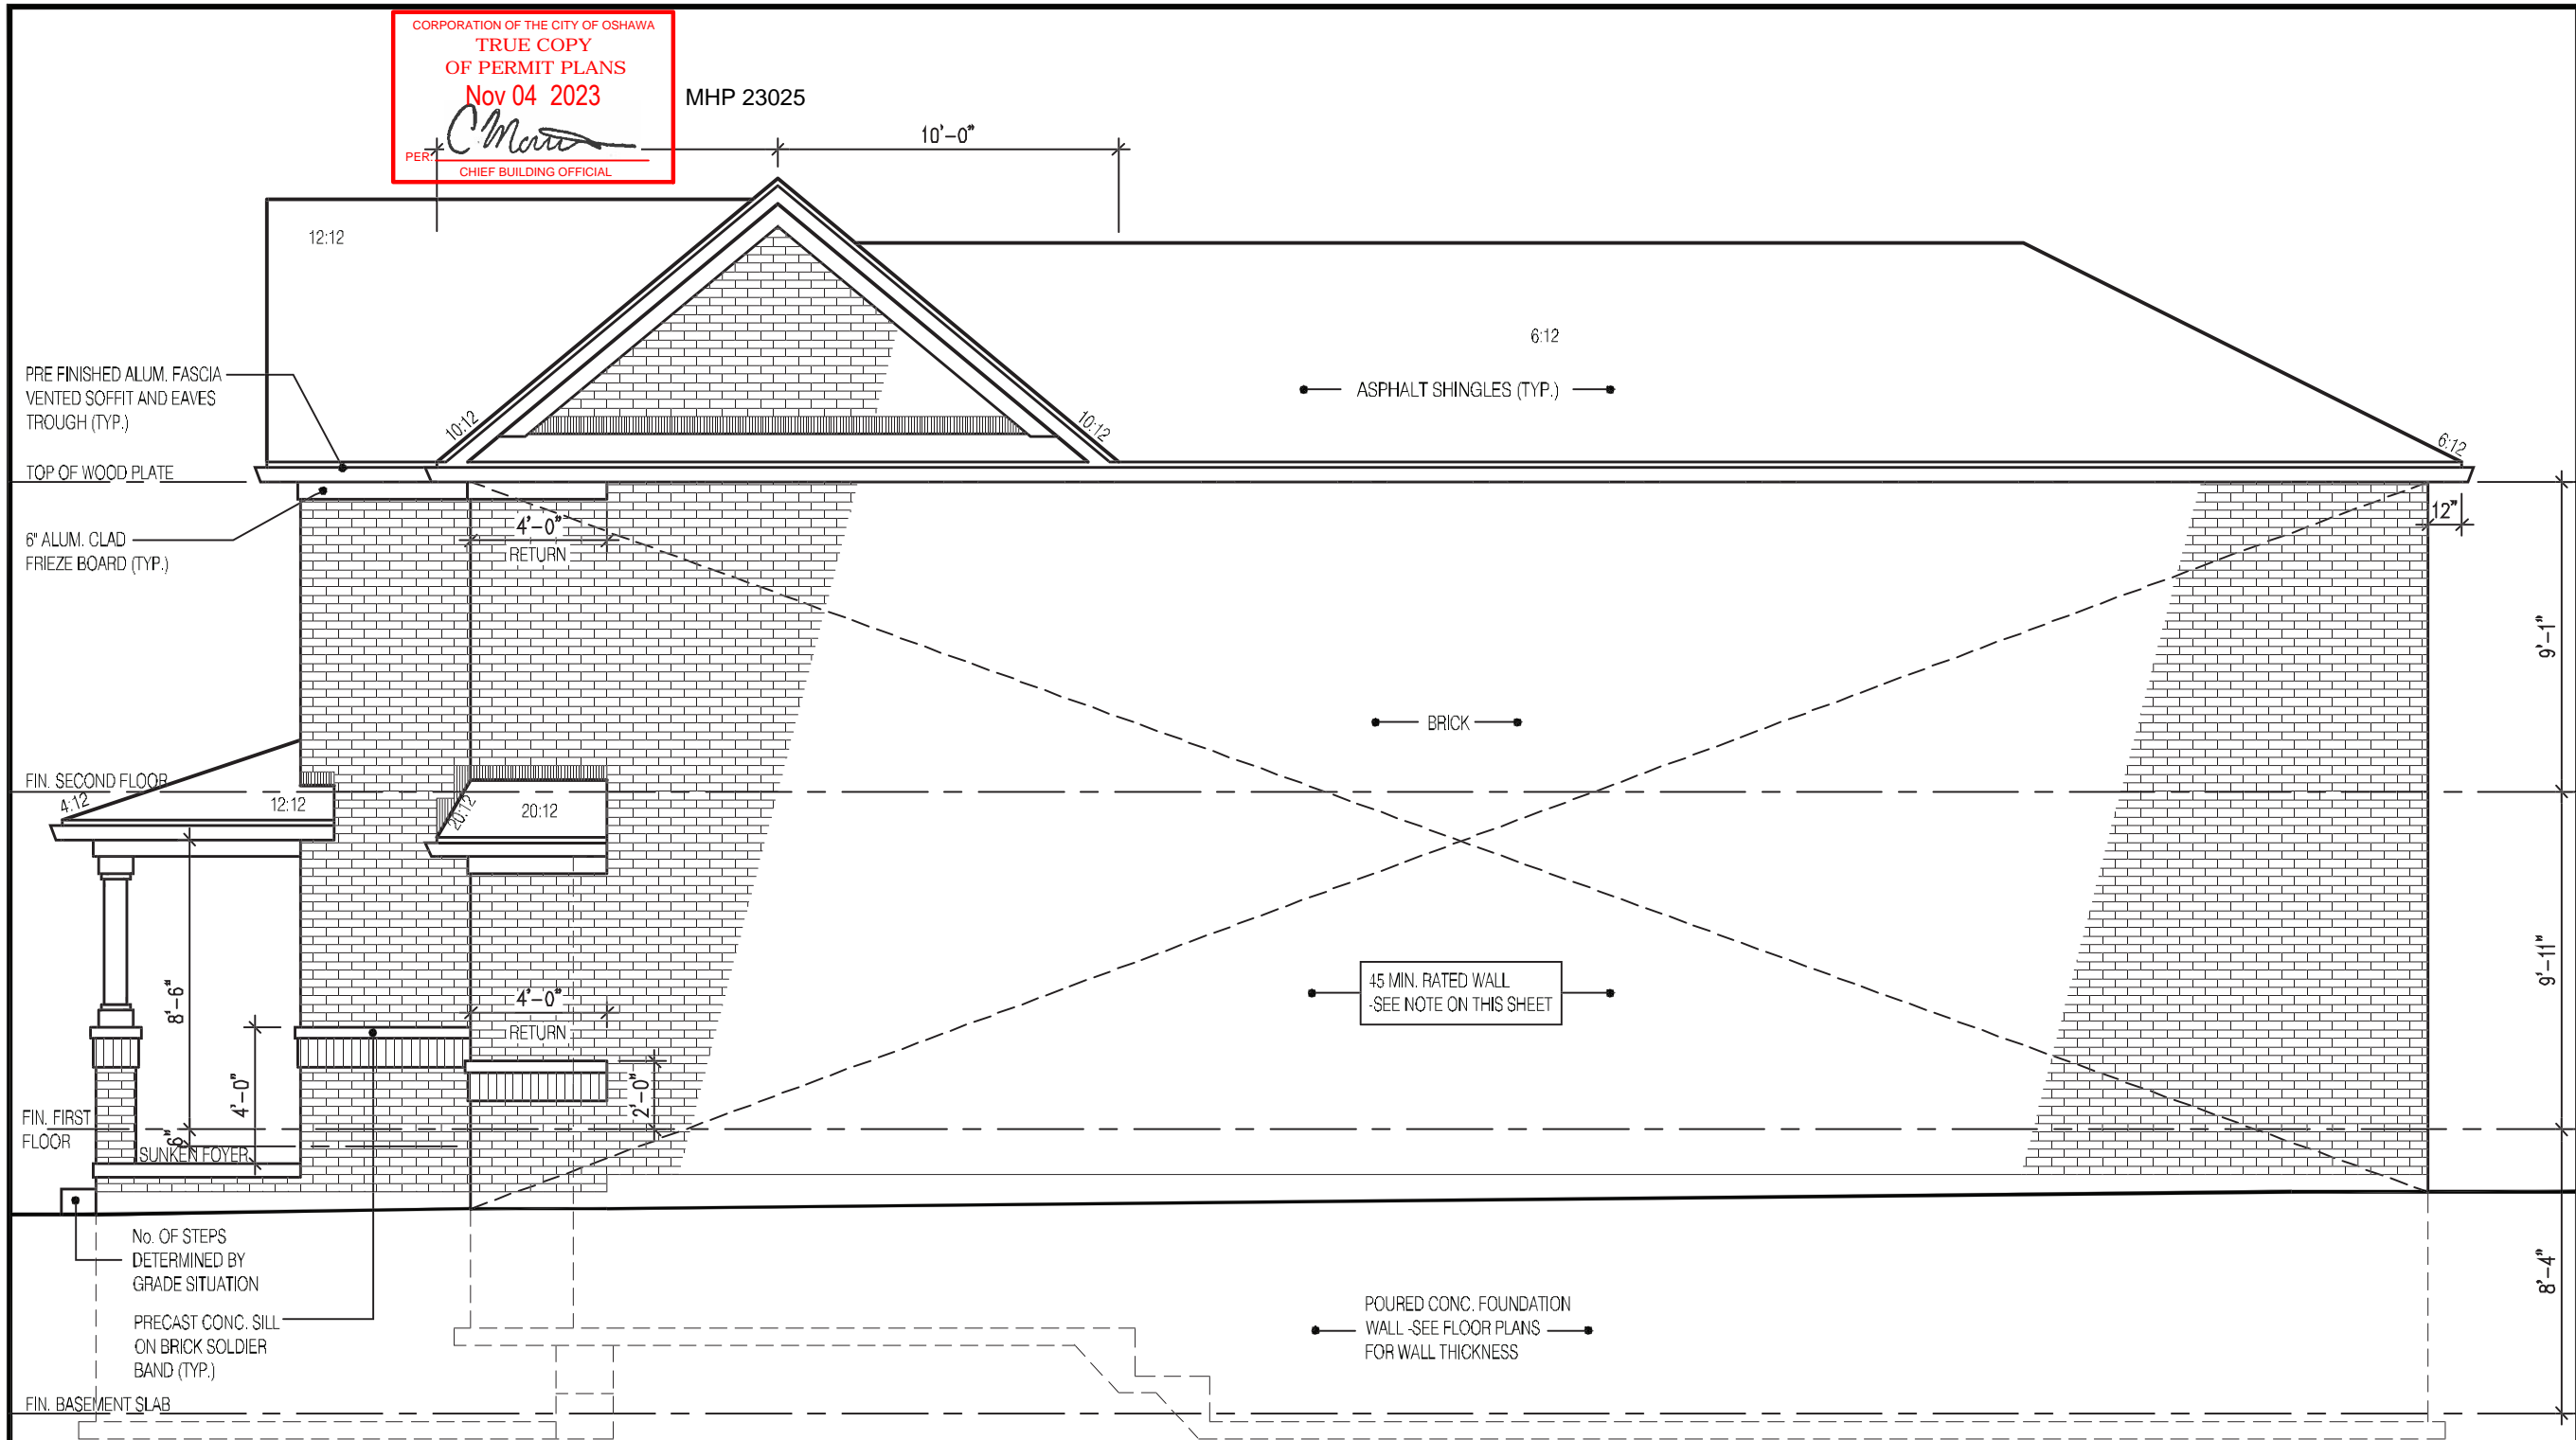 CORPORATION OF THE CITY OF OSHAWA
TRUE COPY
OF PERMIT PLANS
Nov 04 2023
PER:
CHIEF BUILDING OFFICIAL
MHP 23025
10'-0"
12:12
6:12
ASPHALT SHINGLES (TYP.)
PRE FINISHED ALUM. FASCIA
VENTED SOFFIT AND EAVES
TROUGH (TYP.)
10:12
10:12
6:12
TOP OF WOOD PLATE
12"
4'-0"
RETURN
6" ALUM. CLAD
FRIEZE BOARD (TYP.)
9'-1"
BRICK
FIN. SECOND FLOOR
4:12
12:12
20:12
20:12
9'-11"
45 MIN. RATED WALL
-SEE NOTE ON THIS SHEET
8'-6"
4'-0"
RETURN
4'-0"
2'-0"
FIN. FIRST
FLOOR
6"
SUNKEN FOYER
No. OF STEPS
DETERMINED BY
GRADE SITUATION
8'-4"
PRECAST CONC. SILL
ON BRICK SOLDIER
BAND (TYP.)
POURED CONC. FOUNDATION
WALL -SEE FLOOR PLANS
FOR WALL THICKNESS
FIN. BASEMENT SLAB